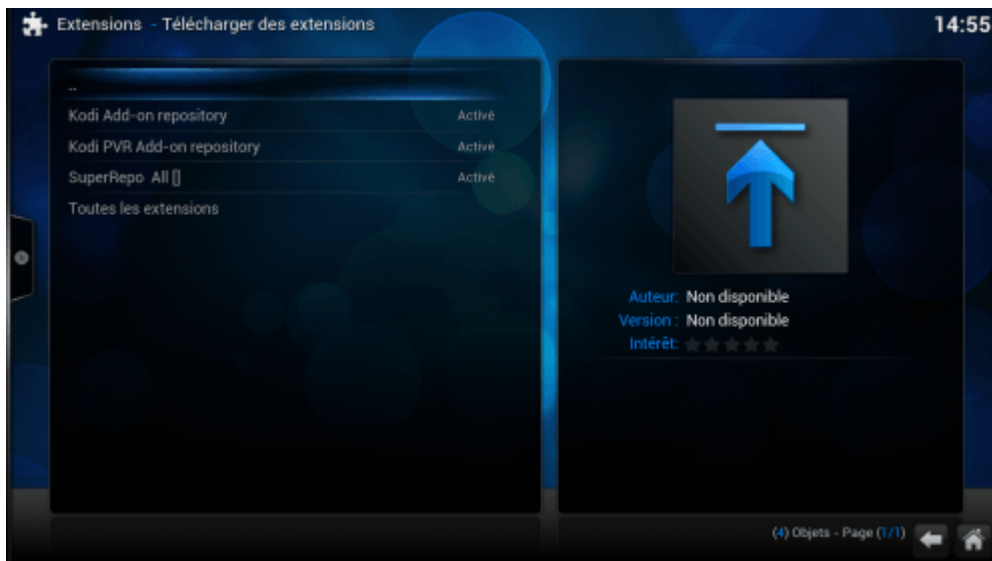 Extensions - Télécharger des extensions
14:55
..
Kodi Add-on repository Activé
Kodi PVR Add-on repository Activé
SuperRepo All [] Activé
Toutes les extensions
Auteur: Non disponible
Version : Non disponible
Intérêt:
(4) Objets - Page (1/1)